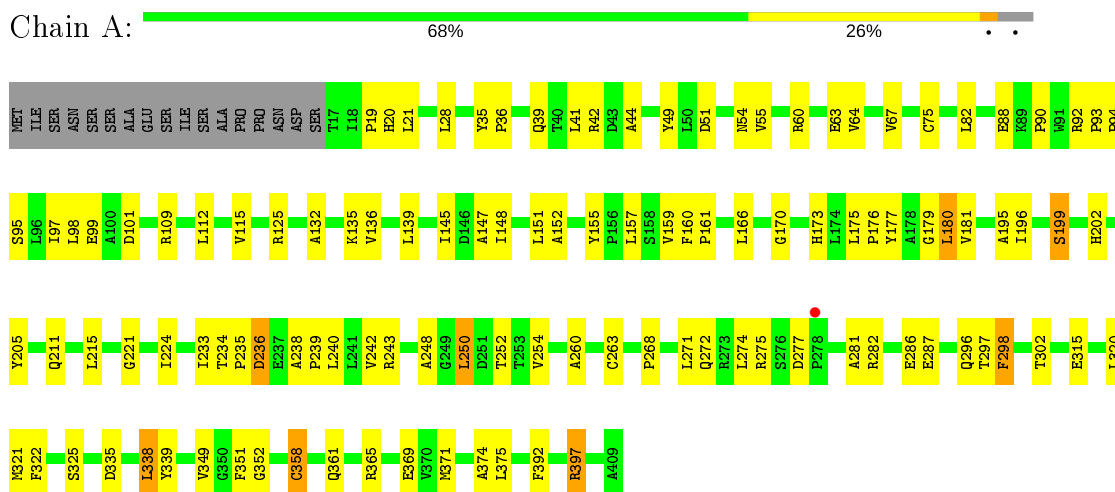 Chain A:
68% 26% • •
MET ILE SER ASN SER SER ALA GLU SER ILE SER ALA PRO PRO ASN ASP SER T17 I18 P19 H20 L21 L28 Y35 P36 Q39 T40 L41 R42 D43 A44 Y49 L50 D51 N54 V55 R60 E63 V64 V67 C75 L82 E88 K89 P90 W91 R92 P93
S95 L96 I97 L98 E99 A100 D101 R109 L112 V115 R125 A132 K135 V136 L139 I145 D146 A147 I148 L151 A152 Y155 P156 L157 S158 V159 F160 P161 L166 G170 H173 L174 L175 P176 Y177 A178 G179 L180 V181 A195 I196 S199 H202
Y205 Q211 L215 G221 I224 I233 T234 P235 D236 E237 A238 P239 L240 L241 V242 R243 A248 G249 L250 D251 T252 T253 V254 A260 C263 P268 L271 Q272 R273 L274 R275 S276 D277 P278 A281 R282 E286 E287 Q296 T297 F298 T302 E315 L320
M321 F322 S325 D335 L338 Y339 V349 G350 F351 G352 C358 Q361 R365 E369 V370 M371 A374 L375 F392 R397 A409